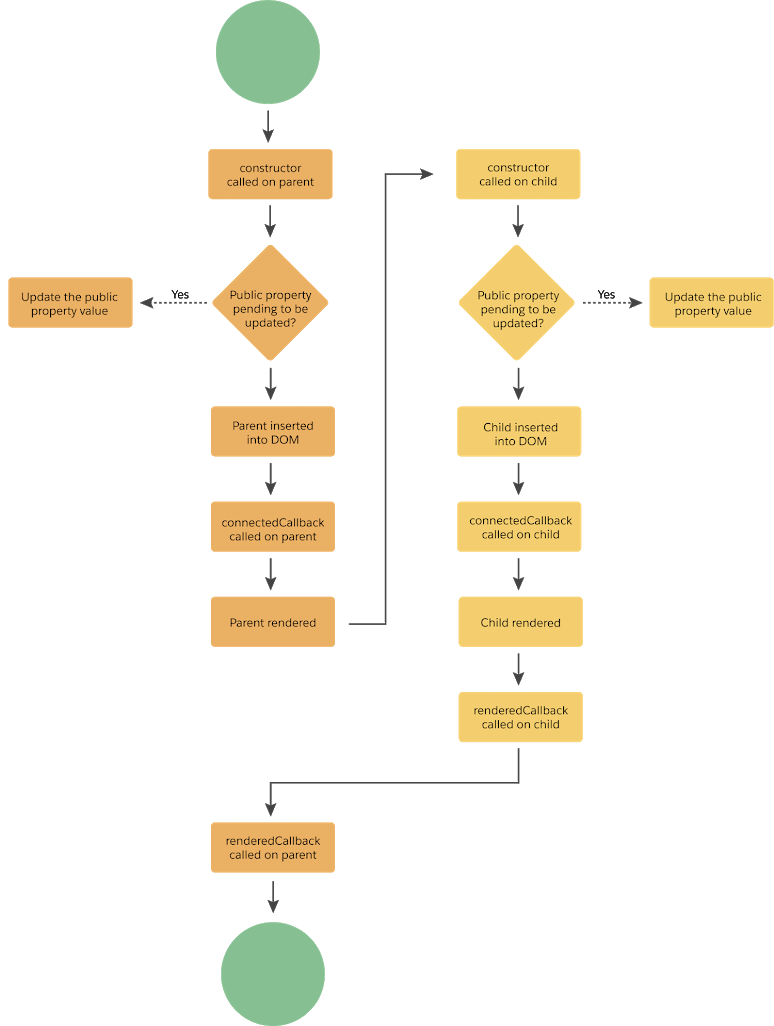 constructor
called on parent
Public property
pending to be
updated?
Yes
Update the public
property value
Parent inserted
into DOM
connectedCallback
called on parent
Parent rendered
constructor
called on child
Public property
pending to be
updated?
Yes
Update the public
property value
Child inserted
into DOM
connectedCallback
called on child
Child rendered
renderedCallback
called on child
renderedCallback
called on parent